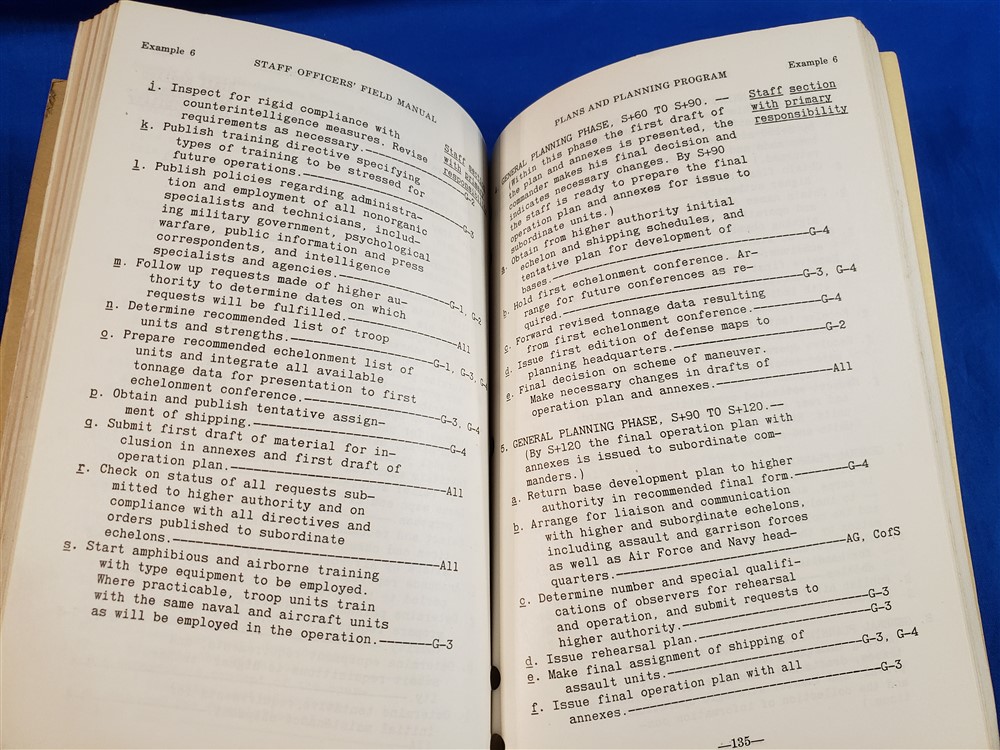 Example 6
STAFF OFFICERS' FIELD MANUAL
Staff
with
j. Inspect for rigid compliance with
counterintelligence measures. Revise
requirements as necessary.—G-2
k. Publish training directive specifying
types of training to be stressed for
future operations.—G-3
l. Publish policies regarding administra-
tion and employment of all nonorganic
specialists and technicians, includ-
ing military government, psychological
warfare, public information and press
correspondents, and intelligence
specialists and agencies.—G-1, G-2
m. Follow up requests made of higher au-
thority to determine dates on which
requests will be fulfilled.—All
n. Determine recommended list of troop
units and strengths.—G-1, G-3,
o. Prepare recommended echelonment list of
units and integrate all available
tonnage data for presentation to first
echelonment conference.—G-3, G-4
p. Obtain and publish tentative assign-
ment of shipping.—G-4
q. Submit first draft of material for in-
clusion in annexes and first draft of
operation plan.—All
r. Check on status of all requests sub-
mitted to higher authority and on
compliance with all directives and
orders published to subordinate
echelons.—All
s. Start amphibious and airborne training
with type equipment to be employed.
Where practicable, troop units train
with the same naval and aircraft units
as will be employed in the operation.—G-3
Example 6
PLANS AND PLANNING PROGRAM
Staff section
with primary
responsibility
GENERAL PLANNING PHASE, S+60 TO S+90. —
(Within this phase the first draft of
the plan and annexes is presented, the
commander makes his final decision and
indicates necessary changes. By S+90
the staff is ready to prepare the final
operation plan and annexes for issue to
subordinate units.)
a. Obtain from higher authority initial
echelon and shipping schedules, and
tentative plan for development of
bases.—G-4
b. Hold first echelonment conference. Ar-
range for future conferences as re-
quired.—G-3, G-4
c. Forward revised tonnage data resulting
from first echelonment conference.—G-4
d. Issue first edition of defense maps to
planning headquarters.—G-2
e. Final decision on scheme of maneuver.
Make necessary changes in drafts of
operation plan and annexes.—All
5. GENERAL PLANNING PHASE, S+90 TO S+120.—
(By S+120 the final operation plan with
annexes is issued to subordinate com-
manders.)
a. Return base development plan to higher
authority in recommended final form.—G-4
b. Arrange for liaison and communication
with higher and subordinate echelons,
including assault and garrison forces
as well as Air Force and Navy head-
quarters.—AG, CofS
c. Determine number and special qualifi-
cations of observers for rehearsal
and operation, and submit requests to
higher authority.—G-3
d. Issue rehearsal plan.—G-3
e. Make final assignment of shipping of
assault units.—G-3, G-4
f. Issue final operation plan with all
annexes.—G-3
—135—